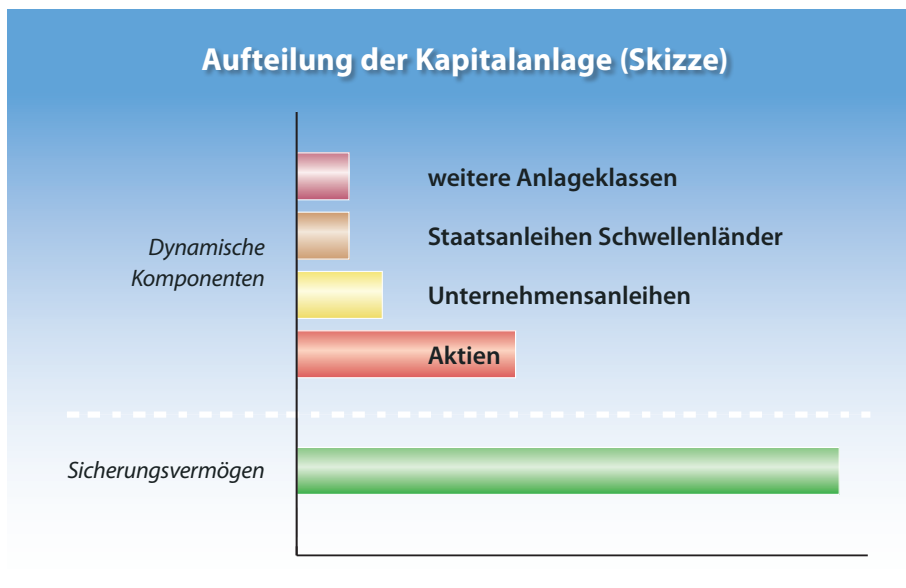 Aufteilung der Kapitalanlage (Skizze)
weitere Anlageklassen
Staatsanleihen Schwellenländer
Dynamische
Komponenten
Unternehmensanleihen
Aktien
Sicherungsvermögen